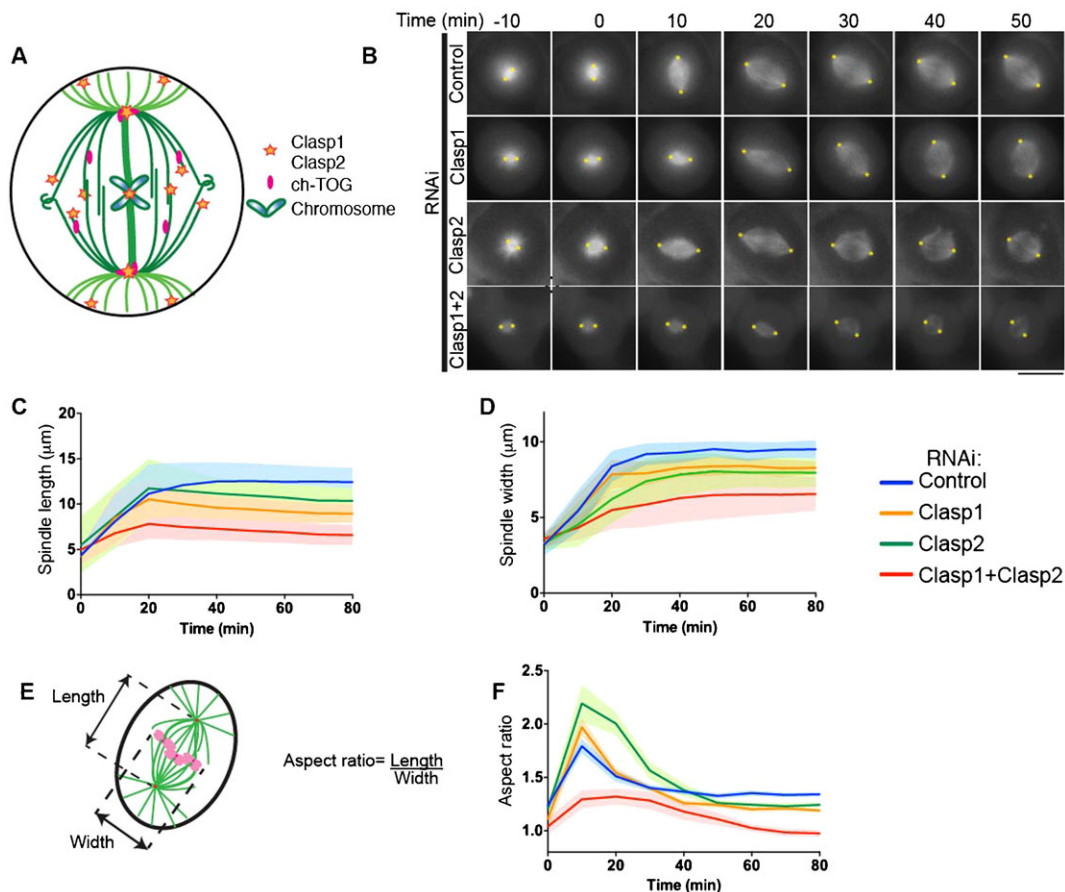 Time (min) -10 0 10 20 30 40 50
A
B
RNAi
Control
Clasp1
Clasp2
Clasp1+2
Clasp1
Clasp2
ch-TOG
Chromosome
C
Spindle length (µm)
20
15
10
5
0
0 20 40 60 80
Time (min)
D
Spindle width (µm)
10
5
0
0 20 40 60 80
Time (min)
RNAi:
Control
Clasp1
Clasp2
Clasp1+Clasp2
E
Length
Width
Aspect ratio= Length
Width
F
Aspect ratio
2.5
2.0
1.5
1.0
0 20 40 60 80
Time (min)